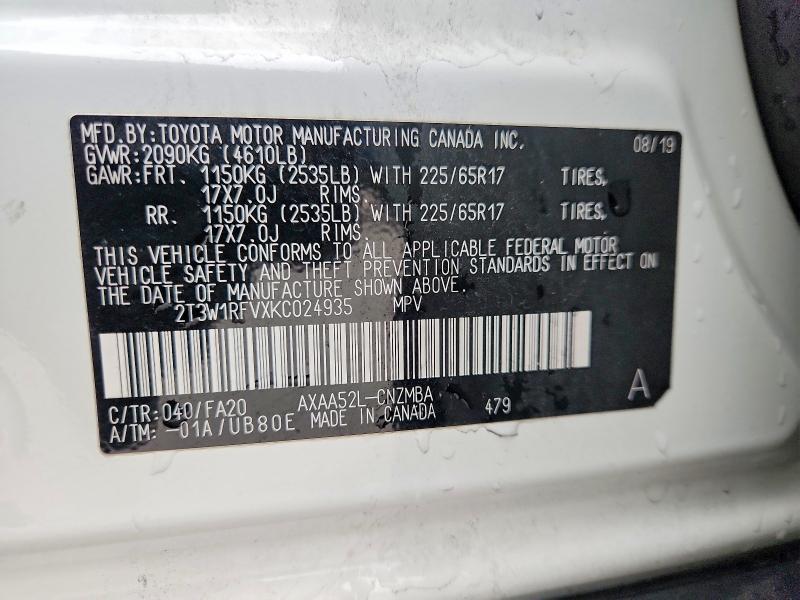 MFD.BY:TOYOTA MOTOR MANUFACTURING CANADA INC. 08/19
GVWR:2090KG (4610LB)
GAWR:FRT. 1150KG (2535LB) WITH 225/65R17 TIRES,
17X7.0J RIMS
RR. 1150KG (2535LB) WITH 225/65R17 TIRES,
17X7.0J RIMS
THIS VEHICLE CONFORMS TO ALL APPLICABLE FEDERAL MOTOR
VEHICLE SAFETY AND THEFT PREVENTION STANDARDS IN EFFECT ON
THE DATE OF MANUFACTURE SHOWN ABOVE.
2T3W1RFVXKC024935 MPV
C/TR:040/FA20 AXAA52L-CNZMBA 479 A
A/TM:-01A/UB80E MADE IN CANADA